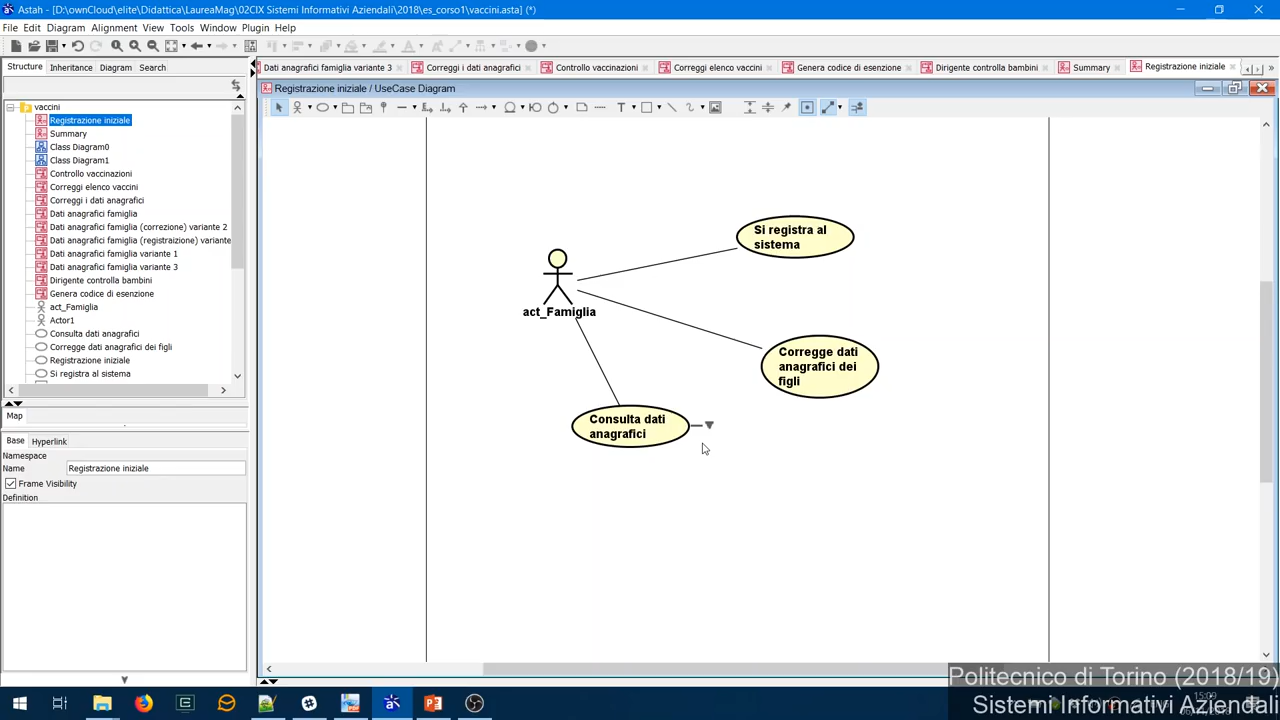 Astah - [D:\ownCloud\elite\Didattica\LaureaMag\02CIX Sistemi Informativi Aziendali\2018\es_corso1\vaccini.asta] (*)
File Edit Diagram Alignment View Tools Window Plugin Help
Structure Inheritance Diagram Search
Dati anagrafici famiglia variante 3 Correggi i dati anagrafici Controllo vaccinazioni Correggi elenco vaccini Genera codice di esenzione Dirigente controlla bambini Summary Registrazione iniziale
Registrazione iniziale / UseCase Diagram
vaccini
Registrazione iniziale
Summary
Class Diagram0
Class Diagram1
Controllo vaccinazioni
Correggi elenco vaccini
Correggi i dati anagrafici
Dati anagrafici famiglia
Dati anagrafici famiglia (correzione) variante 2
Dati anagrafici famiglia (registraizione) variante
Dati anagrafici famiglia variante 1
Dati anagrafici famiglia variante 3
Dirigente controlla bambini
Genera codice di esenzione
act_Famiglia
Actor1
Consulta dati anagrafici
Corregge dati anagrafici dei figli
Registrazione iniziale
Si registra al sistema
Map
Base Hyperlink
Namespace
Name Registrazione iniziale
Frame Visibility
Definition
Si registra al
sistema
act_Famiglia
Corregge dati
anagrafici dei
figli
Consulta dati
anagrafici
Politecnico di Torino (2018/19)
15:09
Sistemi Informativi Aziendali